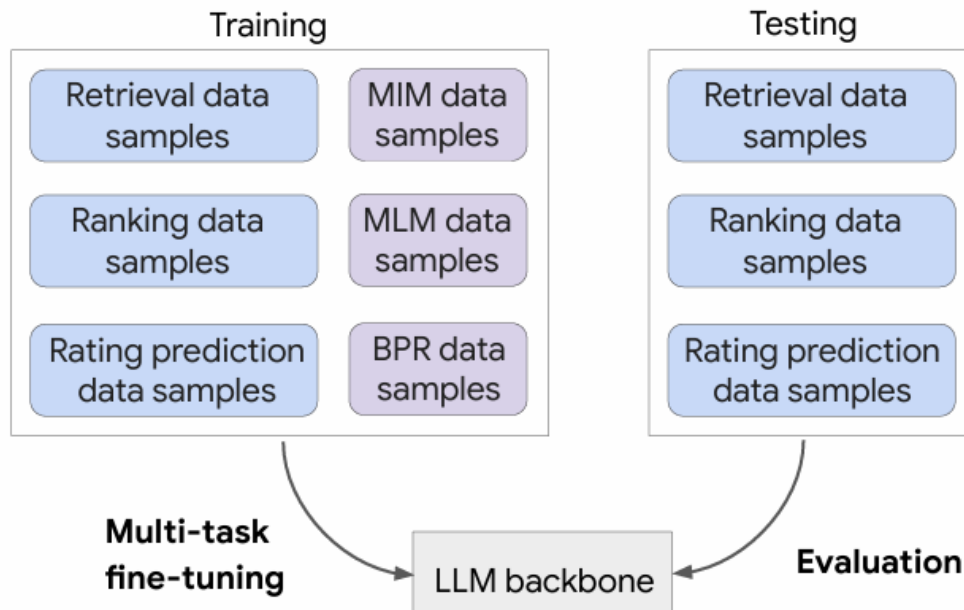 Training
Retrieval data
samples
MIM data
samples
Ranking data
samples
MLM data
samples
Rating prediction
data samples
BPR data
samples
Testing
Retrieval data
samples
Ranking data
samples
Rating prediction
data samples
Multi-task
fine-tuning
LLM backbone
Evaluation